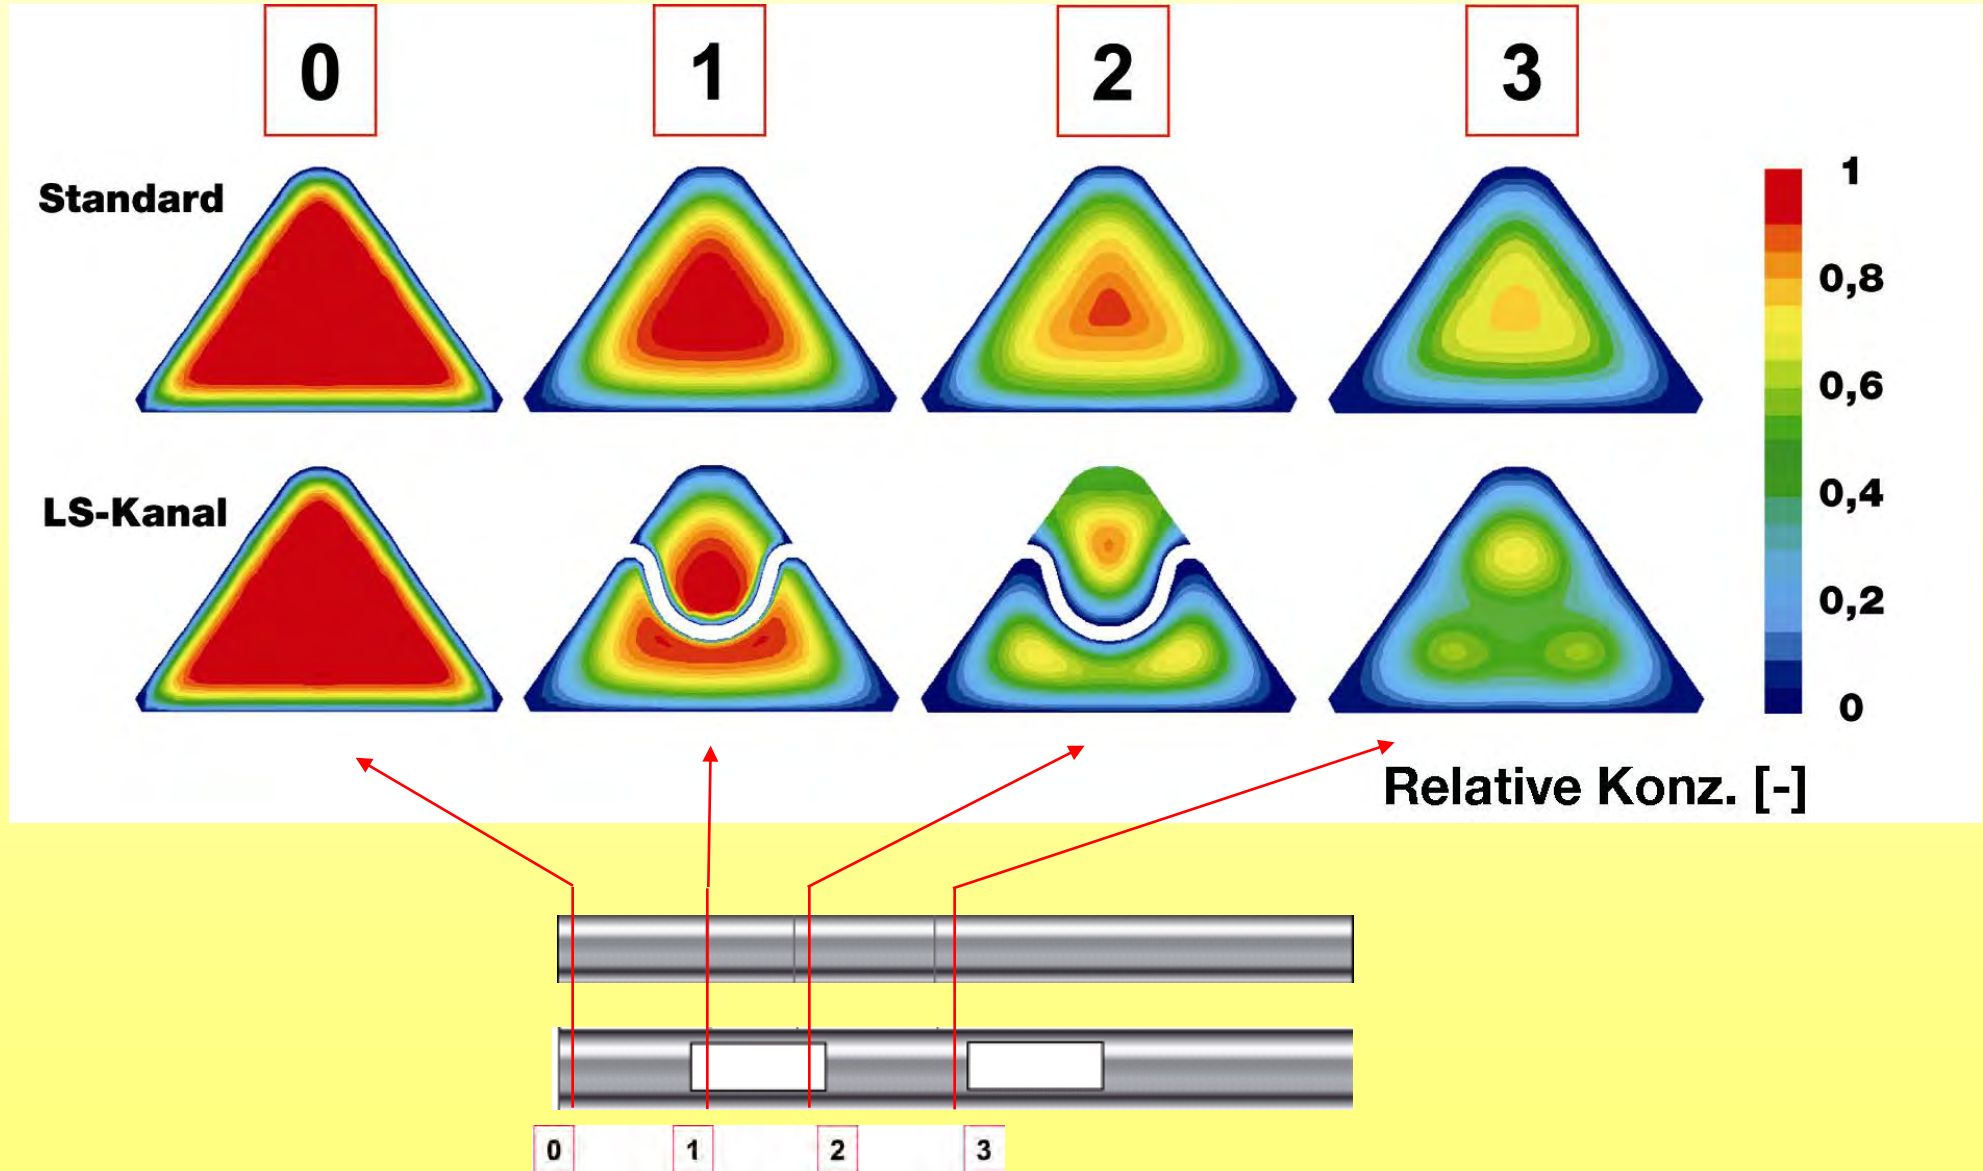 0 1 2 3
Standard
LS-Kanal
1
0,8
0,6
0,4
0,2
0
Relative Konz. [-]
0 1 2 3